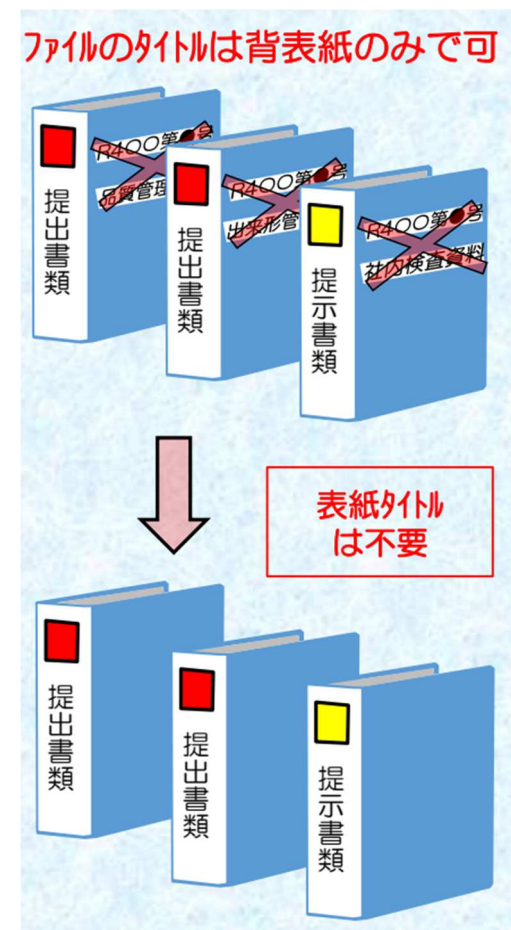 ファイルのタイトルは背表紙のみで可
R4〇〇第●号
品質管理
提出書類
R4〇〇第●号
出来形管
提出書類
R4〇〇第●号
社内検査資料
提示書類
表紙タイトル
は不要
提出書類
提出書類
提示書類